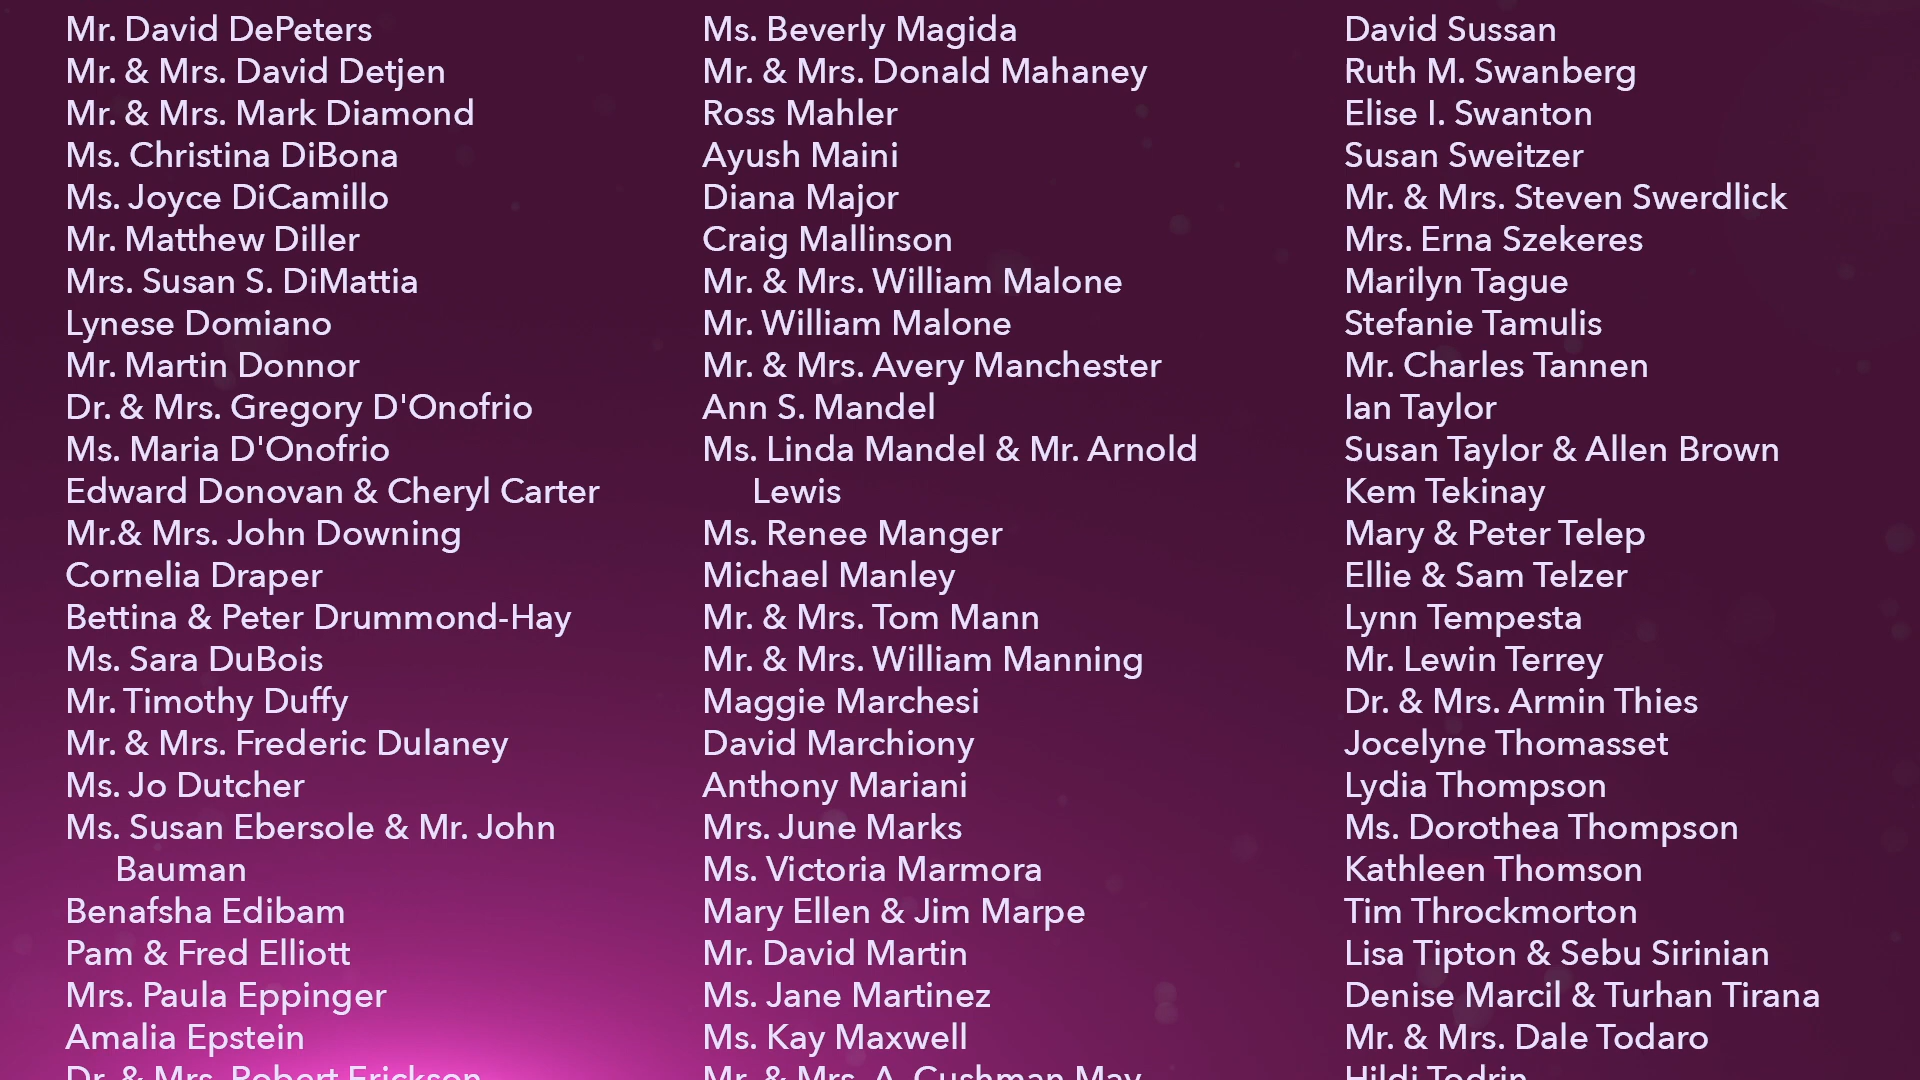 Mr. David DePeters
Mr. & Mrs. David Detjen
Mr. & Mrs. Mark Diamond
Ms. Christina DiBona
Ms. Joyce DiCamillo
Mr. Matthew Diller
Mrs. Susan S. DiMattia
Lynese Domiano
Mr. Martin Donnor
Dr. & Mrs. Gregory D'Onofrio
Ms. Maria D'Onofrio
Edward Donovan & Cheryl Carter
Mr.& Mrs. John Downing
Cornelia Draper
Bettina & Peter Drummond-Hay
Ms. Sara DuBois
Mr. Timothy Duffy
Mr. & Mrs. Frederic Dulaney
Ms. Jo Dutcher
Ms. Susan Ebersole & Mr. John
Bauman
Benafsha Edibam
Pam & Fred Elliott
Mrs. Paula Eppinger
Amalia Epstein
Dr. & Mrs. Robert Erickson
Ms. Beverly Magida
Mr. & Mrs. Donald Mahaney
Ross Mahler
Ayush Maini
Diana Major
Craig Mallinson
Mr. & Mrs. William Malone
Mr. William Malone
Mr. & Mrs. Avery Manchester
Ann S. Mandel
Ms. Linda Mandel & Mr. Arnold
Lewis
Ms. Renee Manger
Michael Manley
Mr. & Mrs. Tom Mann
Mr. & Mrs. William Manning
Maggie Marchesi
David Marchiony
Anthony Mariani
Mrs. June Marks
Ms. Victoria Marmora
Mary Ellen & Jim Marpe
Mr. David Martin
Ms. Jane Martinez
Ms. Kay Maxwell
Mr. & Mrs. A. Cushman May
David Sussan
Ruth M. Swanberg
Elise I. Swanton
Susan Sweitzer
Mr. & Mrs. Steven Swerdlick
Mrs. Erna Szekeres
Marilyn Tague
Stefanie Tamulis
Mr. Charles Tannen
Ian Taylor
Susan Taylor & Allen Brown
Kem Tekinay
Mary & Peter Telep
Ellie & Sam Telzer
Lynn Tempesta
Mr. Lewin Terrey
Dr. & Mrs. Armin Thies
Jocelyne Thomasset
Lydia Thompson
Ms. Dorothea Thompson
Kathleen Thomson
Tim Throckmorton
Lisa Tipton & Sebu Sirinian
Denise Marcil & Turhan Tirana
Mr. & Mrs. Dale Todaro
Hildi Todrin